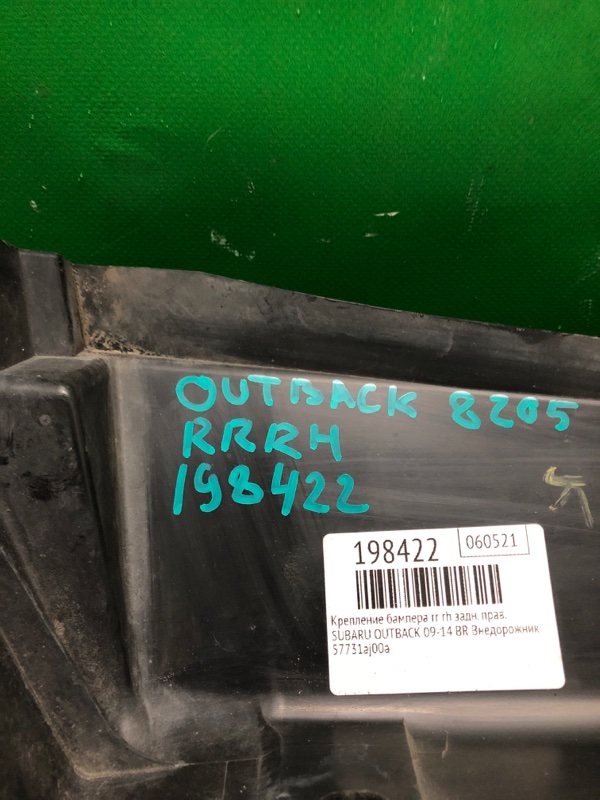 OUTBACK 8205
RRRH
198422
198422 060521
Крепление бампера rr rh задн. прав.
SUBARU OUTBACK 09-14 BR Внедорожник
57731aj00a